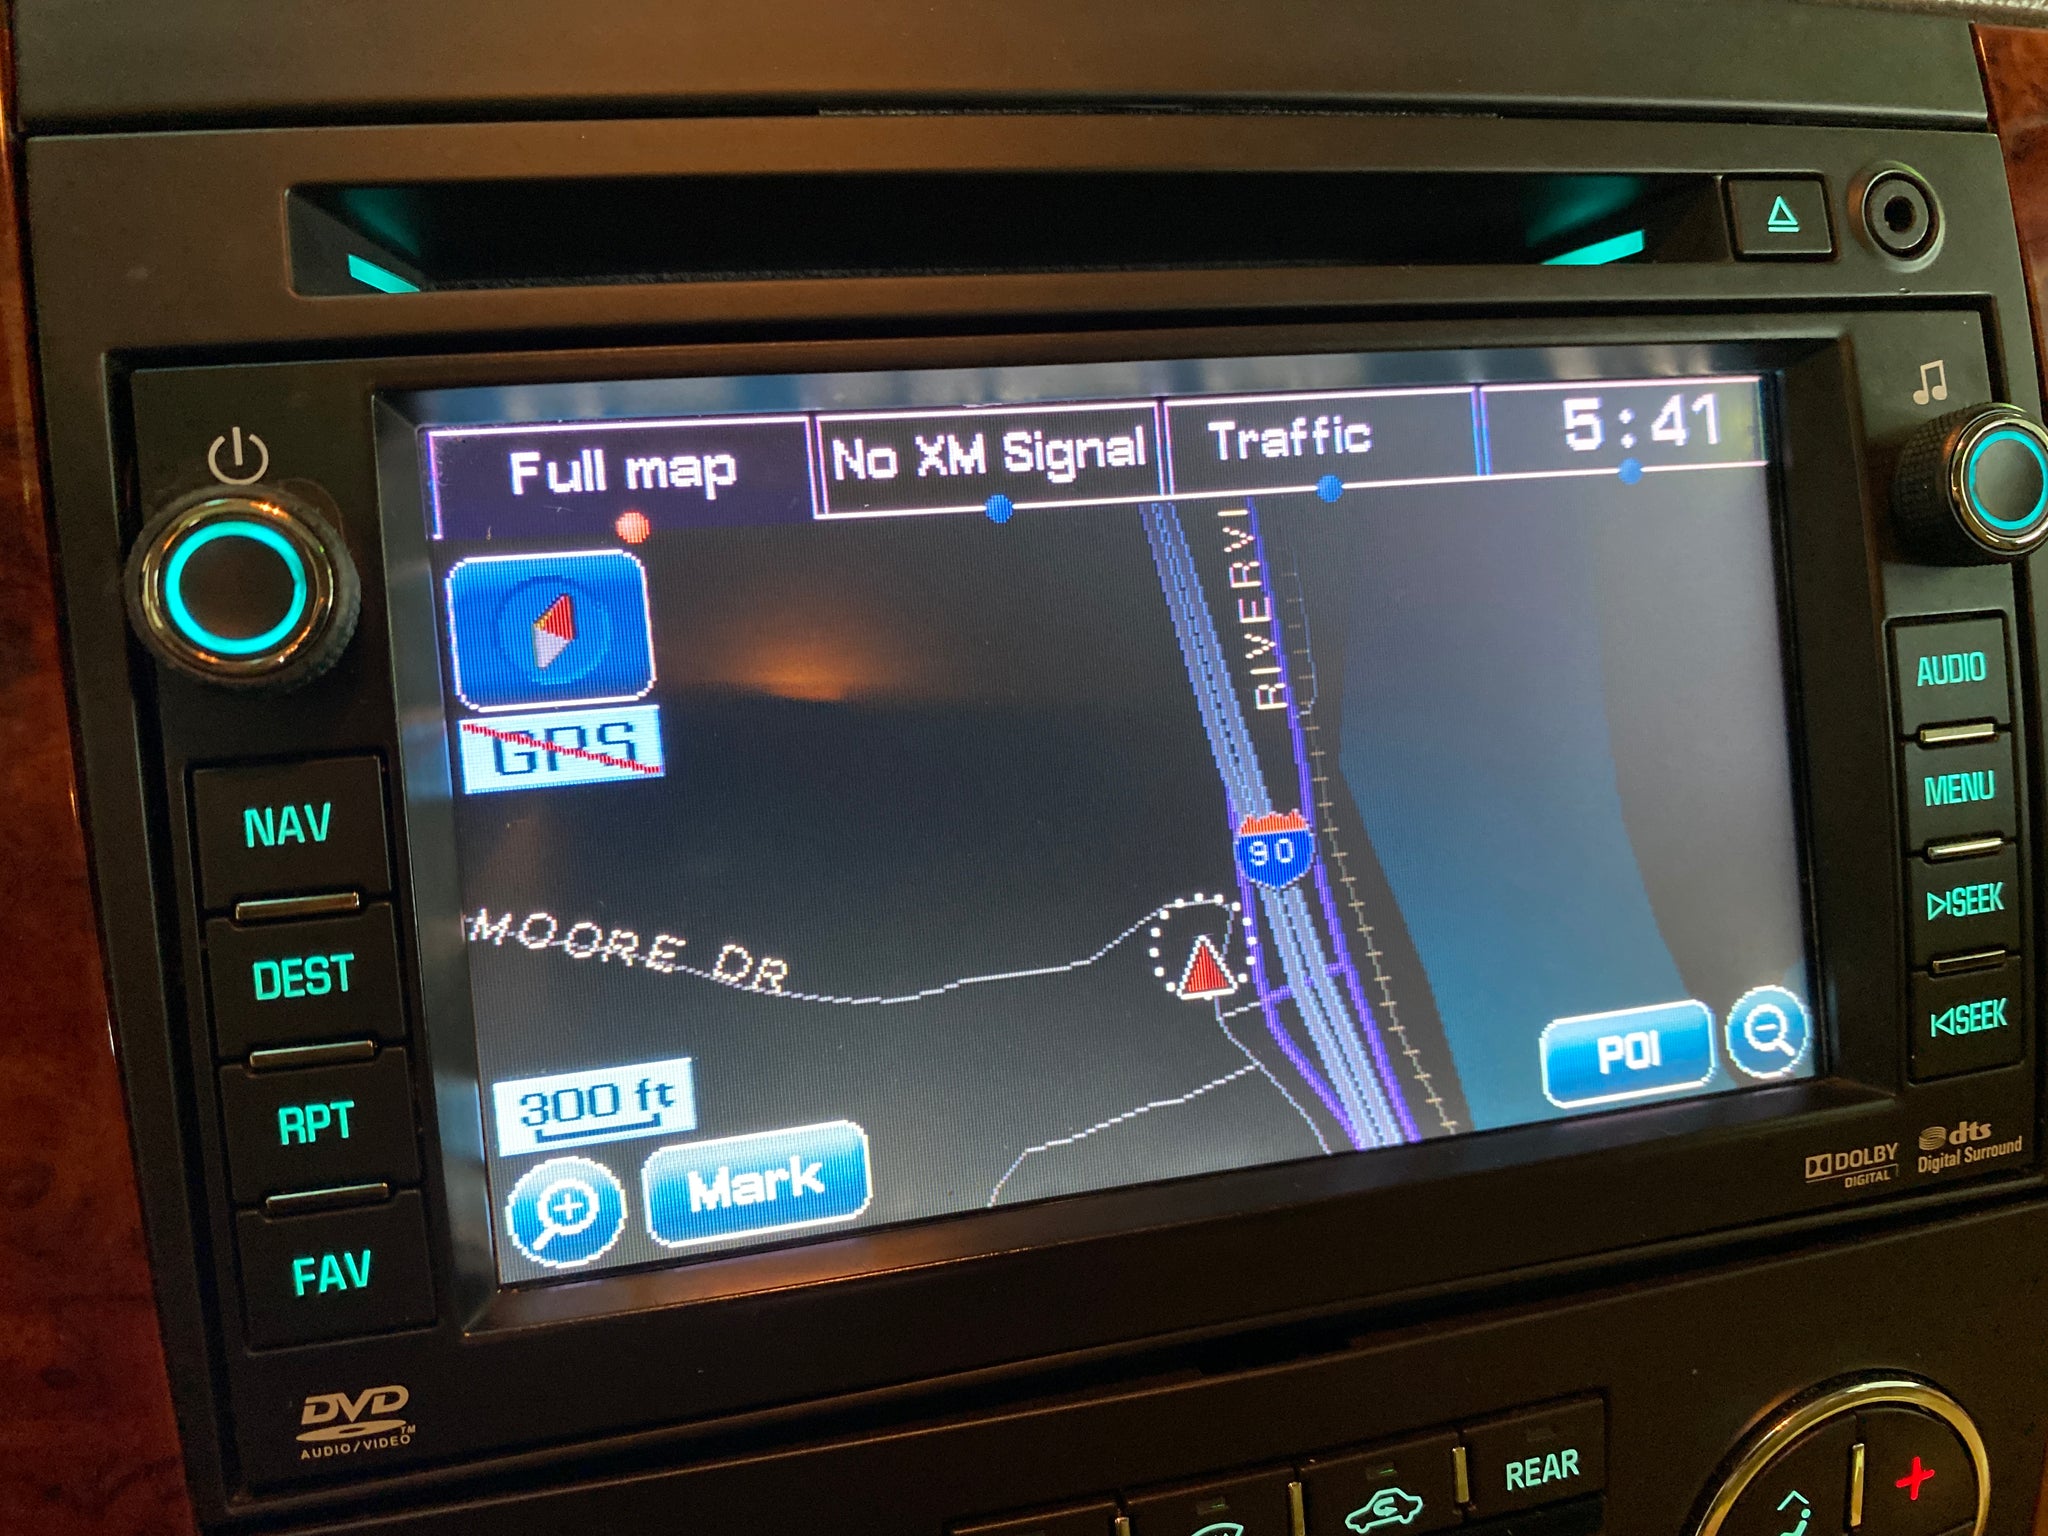 Full map
No XM Signal
Traffic
5:41
RIVERVI
GPS
90
MOORE DR
300 ft
Mark
POI
NAV
DEST
RPT
FAV
AUDIO
MENU
SEEK
SEEK
DOLBY
DIGITAL
dts
Digital Surround
DVD
AUDIO/VIDEO™
REAR